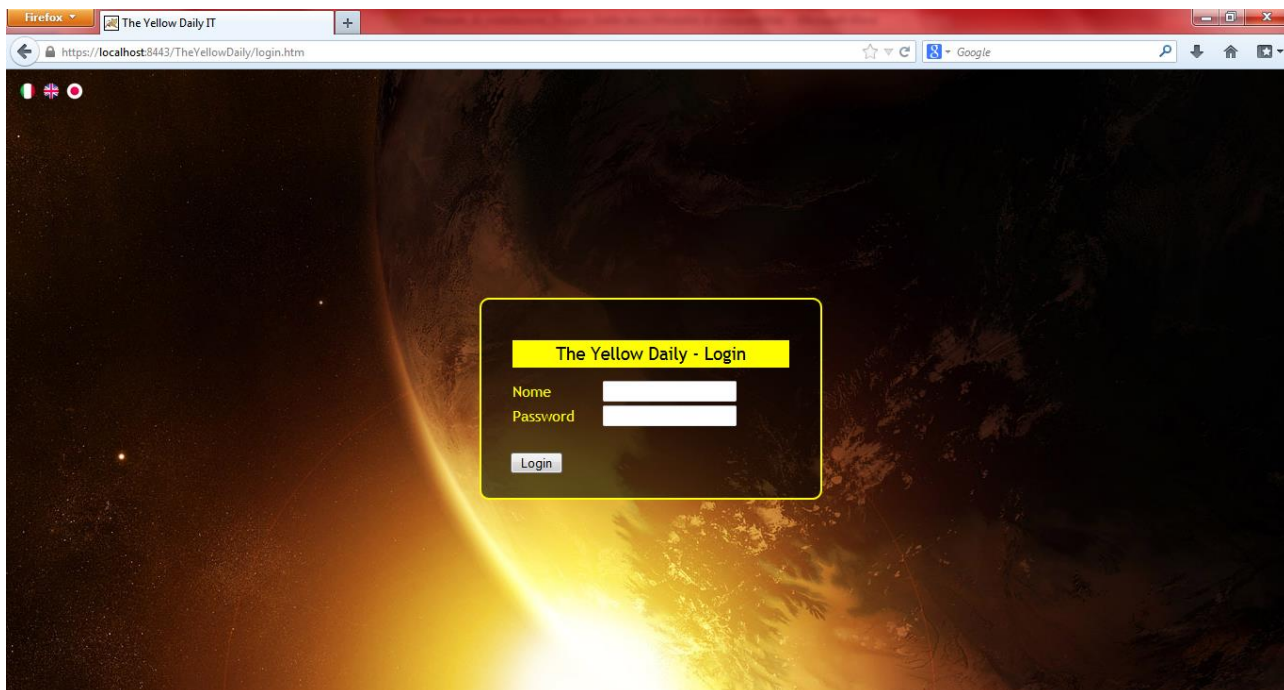 Firefox
The Yellow Daily IT
https://localhost:8443/TheYellowDaily/login.htm
Google
The Yellow Daily - Login
Nome
Password
Login